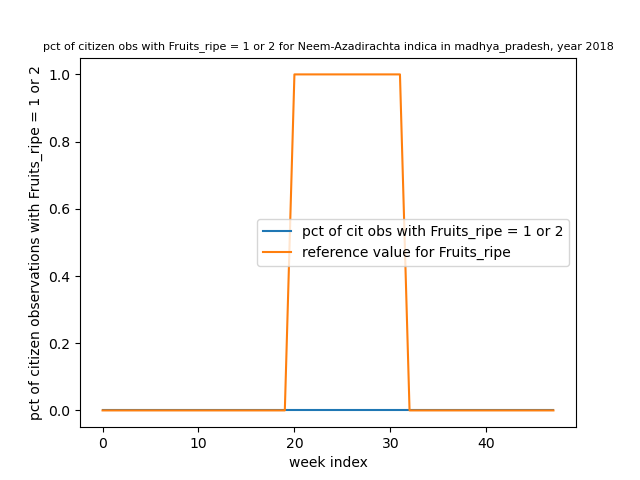 pct of citizen obs with Fruits_ripe = 1 or 2 for Neem-Azadirachta indica in madhya_pradesh, year 2018
pct of citizen observations with Fruits_ripe = 1 or 2
1.0
0.8
0.6
0.4
0.2
0.0
pct of cit obs with Fruits_ripe = 1 or 2
reference value for Fruits_ripe
0 10 20 30 40
week index